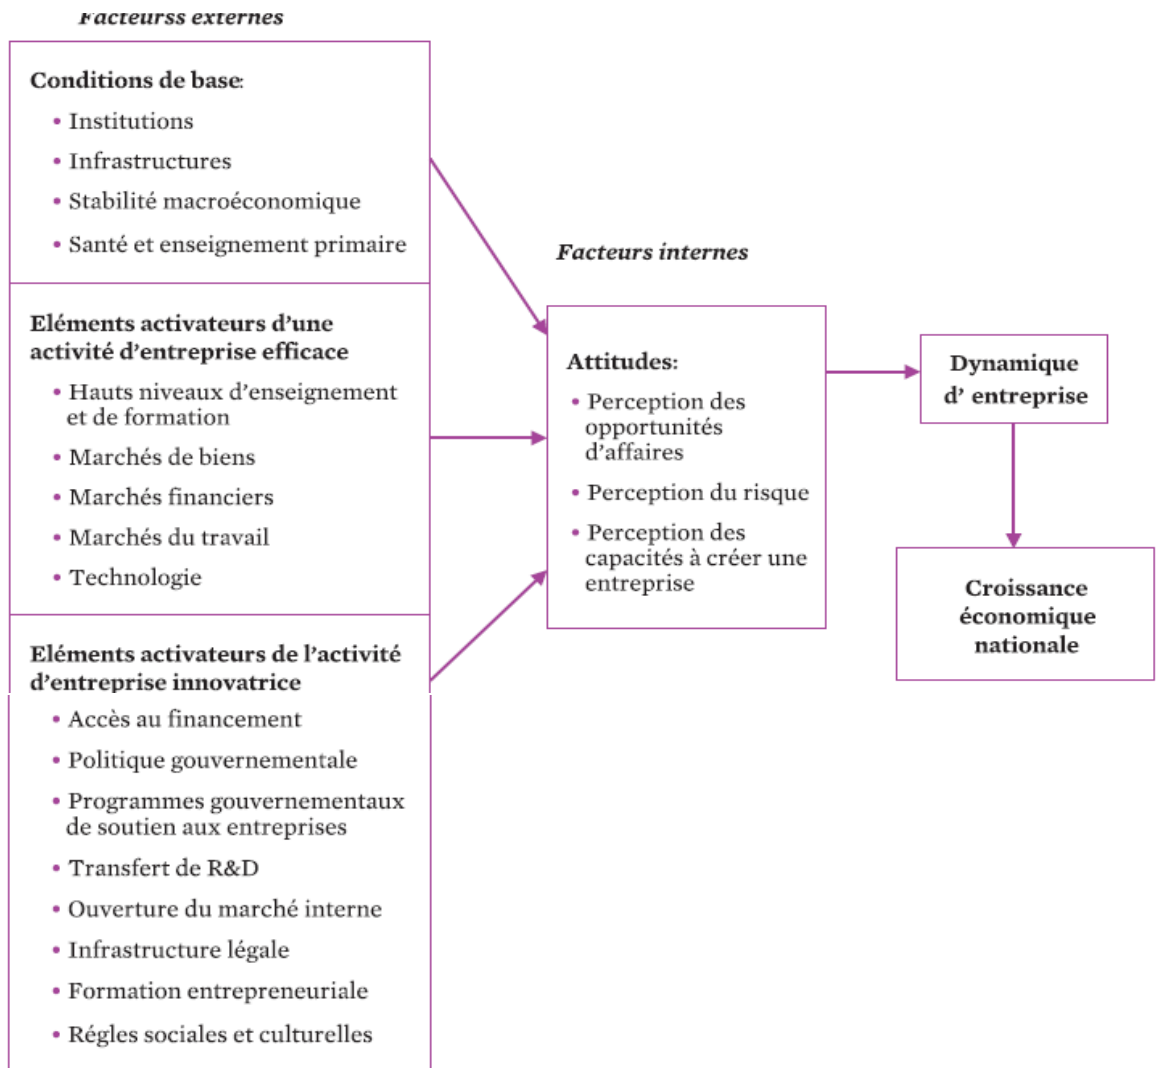 Facteurss externes
Conditions de base:
• Institutions
• Infrastructures
• Stabilité macroéconomique
• Santé et enseignement primaire
Eléments activateurs d’une
activité d’entreprise efficace
• Hauts niveaux d’enseignement
et de formation
• Marchés de biens
• Marchés financiers
• Marchés du travail
• Technologie
Eléments activateurs de l’activité
d’entreprise innovatrice
• Accès au financement
• Politique gouvernementale
• Programmes gouvernementaux
de soutien aux entreprises
• Transfert de R&D
• Ouverture du marché interne
• Infrastructure légale
• Formation entrepreneuriale
• Régles sociales et culturelles
Facteurs internes
Attitudes:
• Perception des
opportunités
d’affaires
• Perception du risque
• Perception des
capacités à créer une
entreprise
Dynamique
d’ entreprise
Croissance
économique
nationale